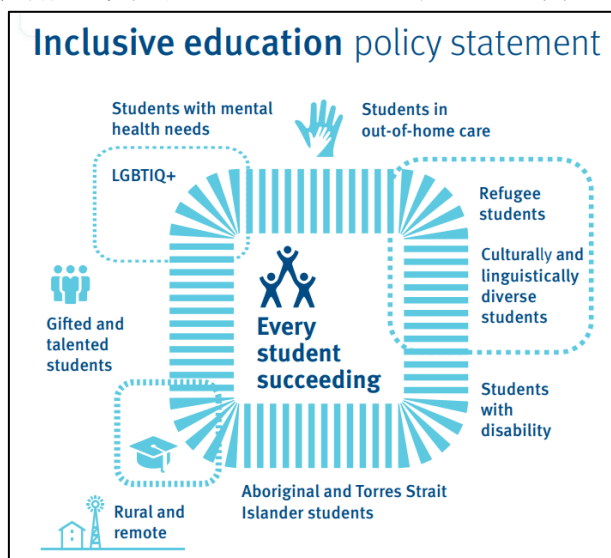 Inclusive education policy statement
Students with mental
health needs
Students in
out-of-home care
LGBTIQ+
Refugee
students
Culturally and
linguistically
diverse
students
Every
student
succeeding
Gifted and
talented
students
Students
with
disability
Aboriginal and Torres Strait
Islander students
Rural and
remote